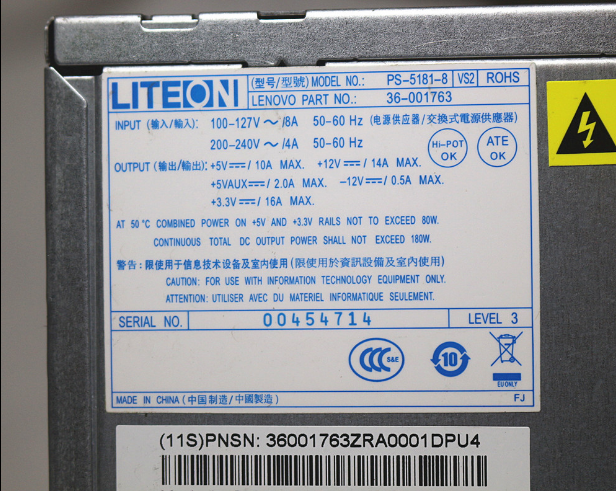 LITEON (型号/型號) MODEL NO.: PS-5181-8 VS2 ROHS
LENOVO PART NO.: 36-001763
INPUT (输入/輸入): 100-127V ～ /8A 50-60 Hz (电源供应器/交換式電源供應器)
200-240V ～ /4A 50-60 Hz
Hi-POT OK
ATE OK
OUTPUT (输出/輸出): +5V⎓/ 10A MAX. +12V⎓/ 14A MAX.
+5VAUX⎓/ 2.0A MAX. -12V⎓/ 0.5A MAX.
+3.3V⎓/ 16A MAX.
AT 50 °C COMBINED POWER ON +5V AND +3.3V RAILS NOT TO EXCEED 80W.
CONTINUOUS TOTAL DC OUTPUT POWER SHALL NOT EXCEED 180W.
警告: 限使用于信息技术设备及室内使用 (限使用於資訊設備及室內使用)
CAUTION: FOR USE WITH INFORMATION TECHNOLOGY EQUIPMENT ONLY.
ATTENTION: UTILISER AVEC DU MATERIEL INFORMATIQUE SEULEMENT.
SERIAL NO. 00454714 LEVEL 3
CCC S&E 10
EU ONLY
MADE IN CHINA (中国制造/中國製造) FJ
(11S)PNSN: 36001763ZRA0001DPU4